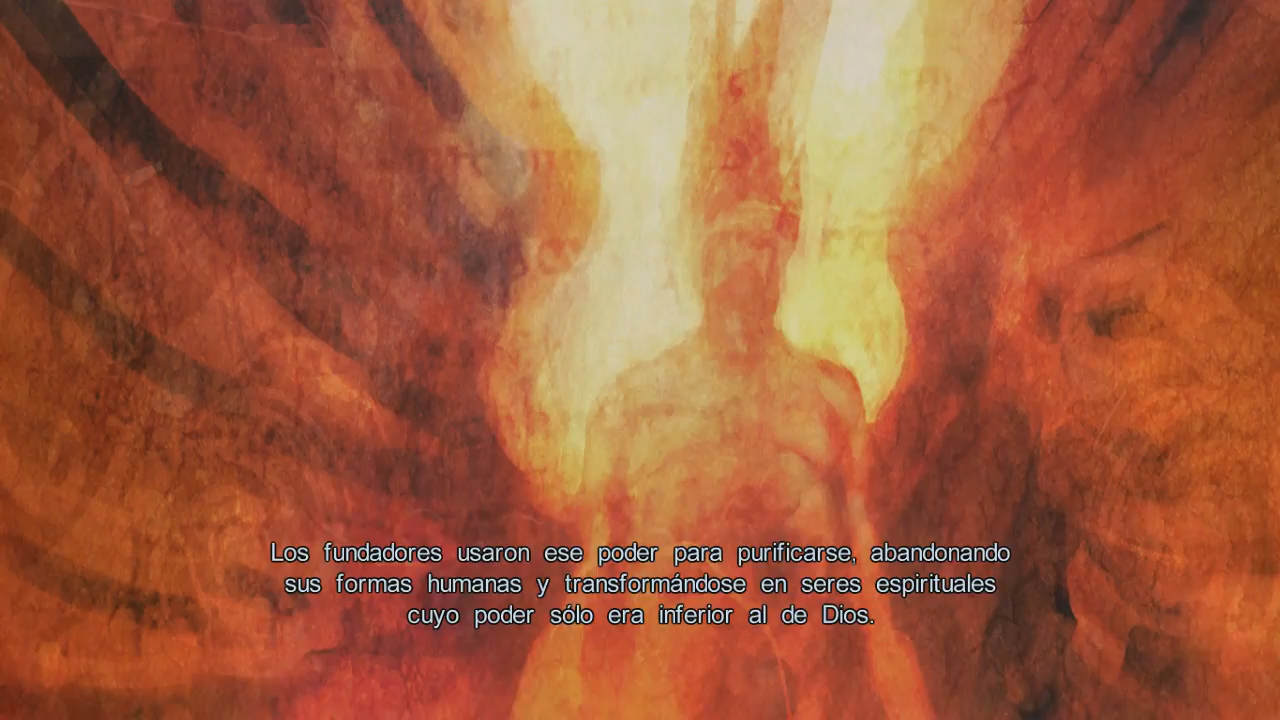 Los fundadores usaron ese poder para purificarse, abandonando
sus formas humanas y transformándose en seres espirituales
cuyo poder sólo era inferior al de Dios.